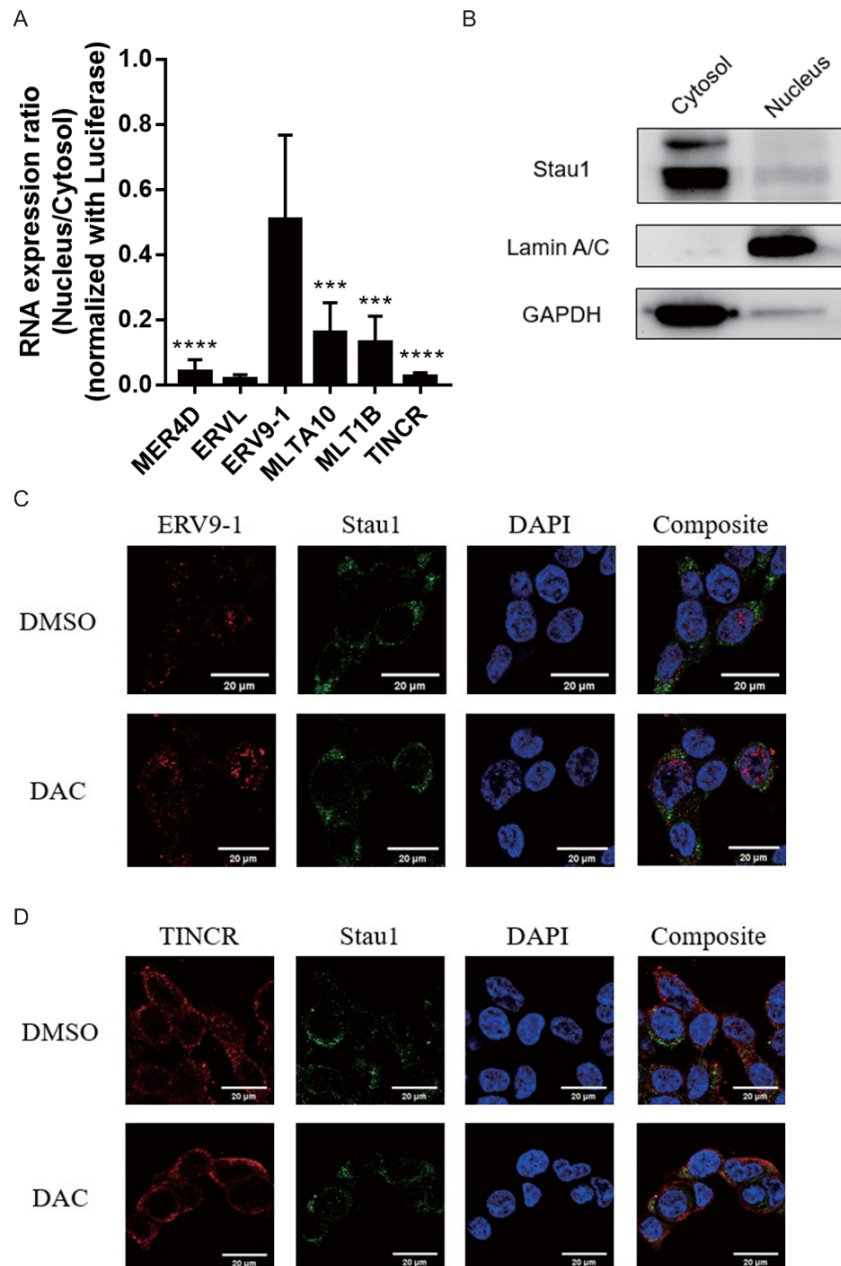 A
RNA expression ratio
(Nucleus/Cytosol)
(normalized with Luciferase)
1.0
0.8
0.6
0.4
0.2
0.0
****
***
***
****
MER4D
ERVL
ERV9-1
MLTA10
MLT1B
TINCR
B
Cytosol Nucleus
Stau1
Lamin A/C
GAPDH
C
ERV9-1 Stau1 DAPI Composite
DMSO
20 µm 20 µm 20 µm 20 µm
DAC
20 µm 20 µm 20 µm 20 µm
D
TINCR Stau1 DAPI Composite
DMSO
20 µm 20 µm 20 µm 20 µm
DAC
20 µm 20 µm 20 µm 20 µm